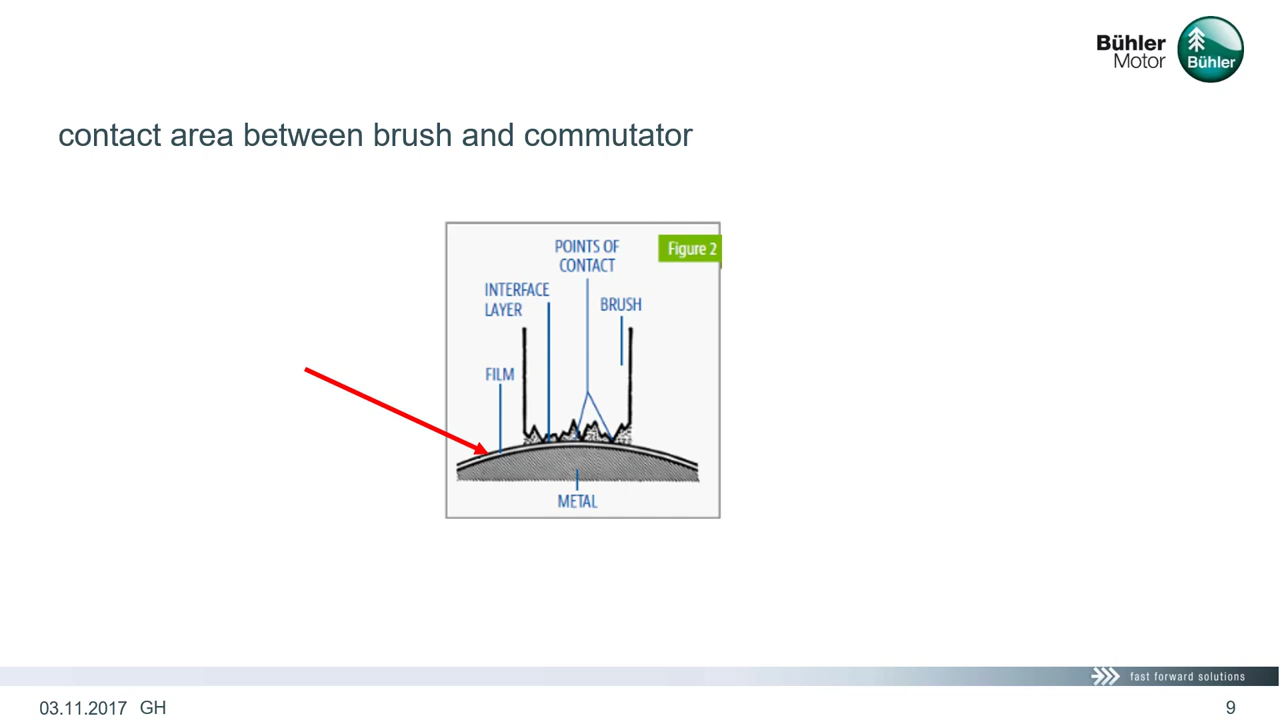 Bühler
Motor
Bühler
contact area between brush and commutator
POINTS OF
CONTACT
Figure 2
INTERFACE
LAYER
BRUSH
FILM
METAL
fast forward solutions
03.11.2017 GH
9